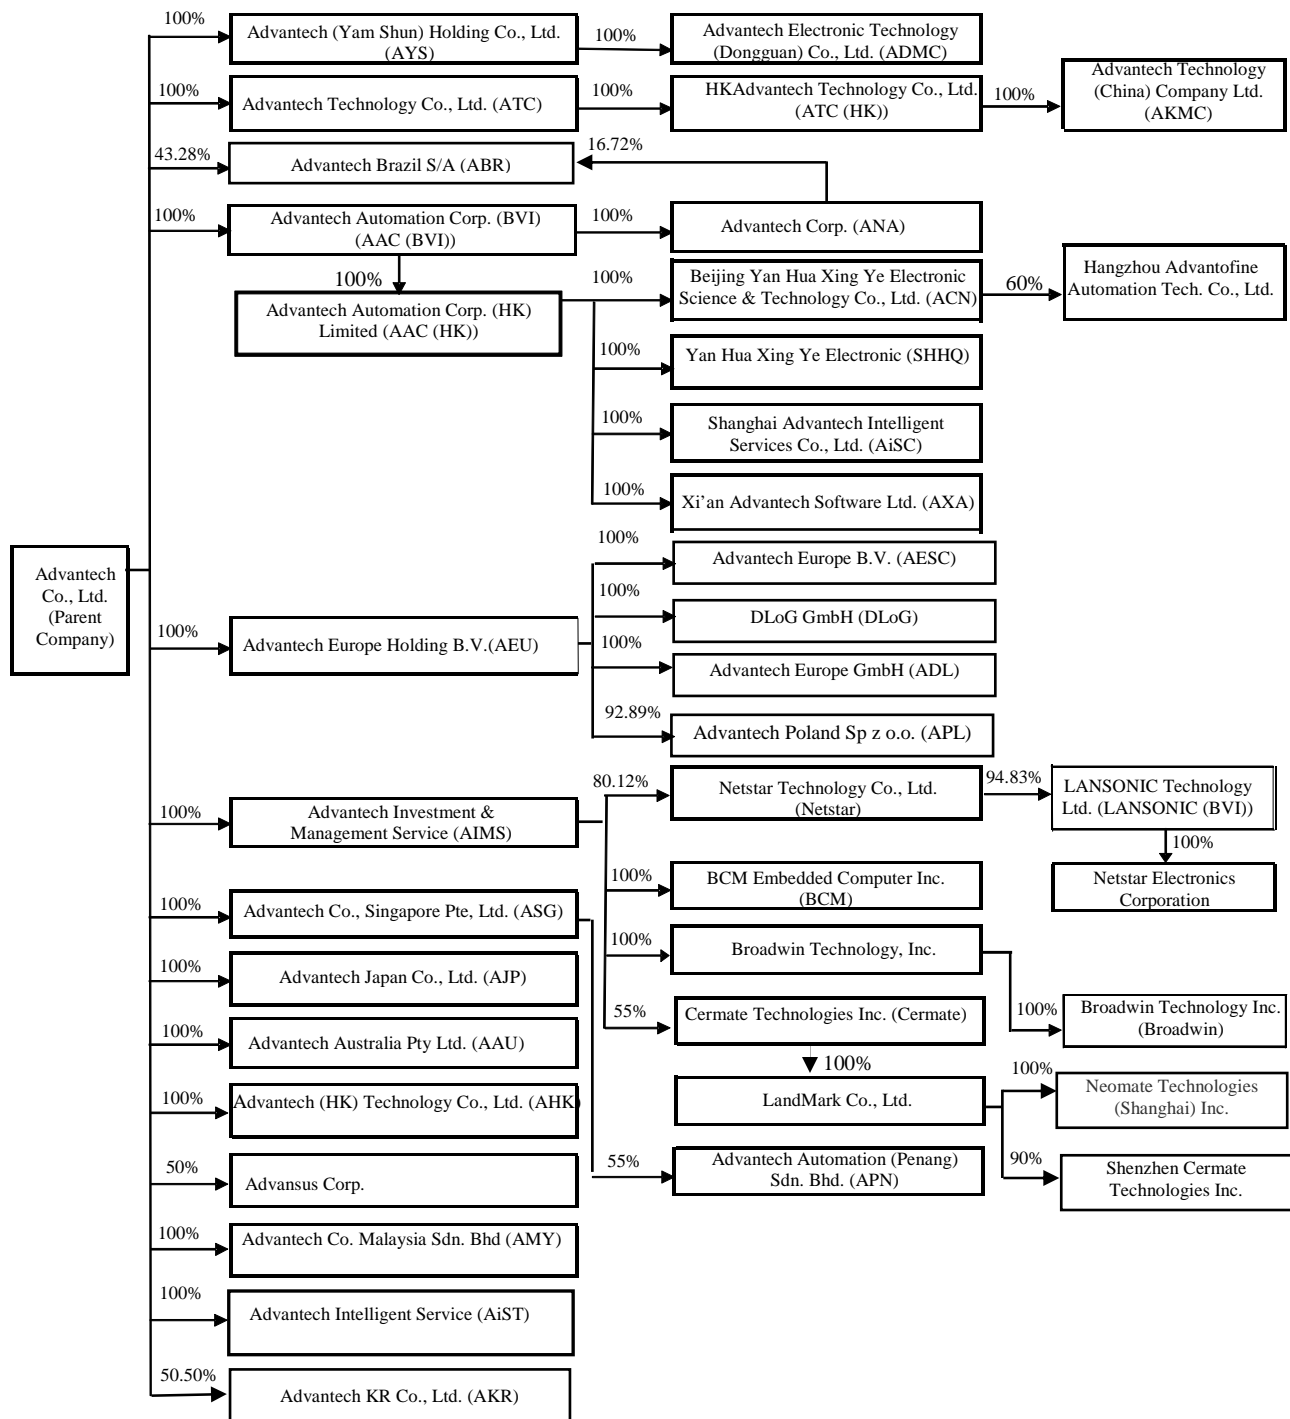 100%
Advantech (Yam Shun) Holding Co., Ltd.
(AYS)
100%
Advantech Electronic Technology
(Dongguan) Co., Ltd. (ADMC)
100%
Advantech Technology Co., Ltd. (ATC)
100%
HKAdvantech Technology Co., Ltd.
(ATC (HK))
100%
Advantech Technology
(China) Company Ltd.
(AKMC)
43.28%
Advantech Brazil S/A (ABR)
16.72%
100%
Advantech Automation Corp. (BVI)
(AAC (BVI))
100%
Advantech Corp. (ANA)
100%
Advantech Automation Corp. (HK)
Limited (AAC (HK))
100%
Beijing Yan Hua Xing Ye Electronic
Science & Technology Co., Ltd. (ACN)
60%
Hangzhou Advantofine
Automation Tech. Co., Ltd.
100%
Yan Hua Xing Ye Electronic (SHHQ)
100%
Shanghai Advantech Intelligent
Services Co., Ltd. (AiSC)
100%
Xi’an Advantech Software Ltd. (AXA)
Advantech
Co., Ltd.
(Parent
Company)
100%
Advantech Europe Holding B.V.(AEU)
100%
Advantech Europe B.V. (AESC)
100%
DLoG GmbH (DLoG)
100%
Advantech Europe GmbH (ADL)
92.89%
Advantech Poland Sp z o.o. (APL)
100%
Advantech Investment &
Management Service (AIMS)
80.12%
Netstar Technology Co., Ltd.
(Netstar)
94.83%
LANSONIC Technology
Ltd. (LANSONIC (BVI))
100%
Netstar Electronics
Corporation
100%
BCM Embedded Computer Inc.
(BCM)
100%
Advantech Co., Singapore Pte, Ltd. (ASG)
100%
Broadwin Technology, Inc.
100%
Advantech Japan Co., Ltd. (AJP)
55%
Cermate Technologies Inc. (Cermate)
100%
Broadwin Technology Inc.
(Broadwin)
100%
Advantech Australia Pty Ltd. (AAU)
100%
LandMark Co., Ltd.
100%
Neomate Technologies
(Shanghai) Inc.
100%
Advantech (HK) Technology Co., Ltd. (AHK)
55%
Advantech Automation (Penang)
Sdn. Bhd. (APN)
90%
Shenzhen Cermate
Technologies Inc.
50%
Advansus Corp.
100%
Advantech Co. Malaysia Sdn. Bhd (AMY)
100%
Advantech Intelligent Service (AiST)
50.50%
Advantech KR Co., Ltd. (AKR)